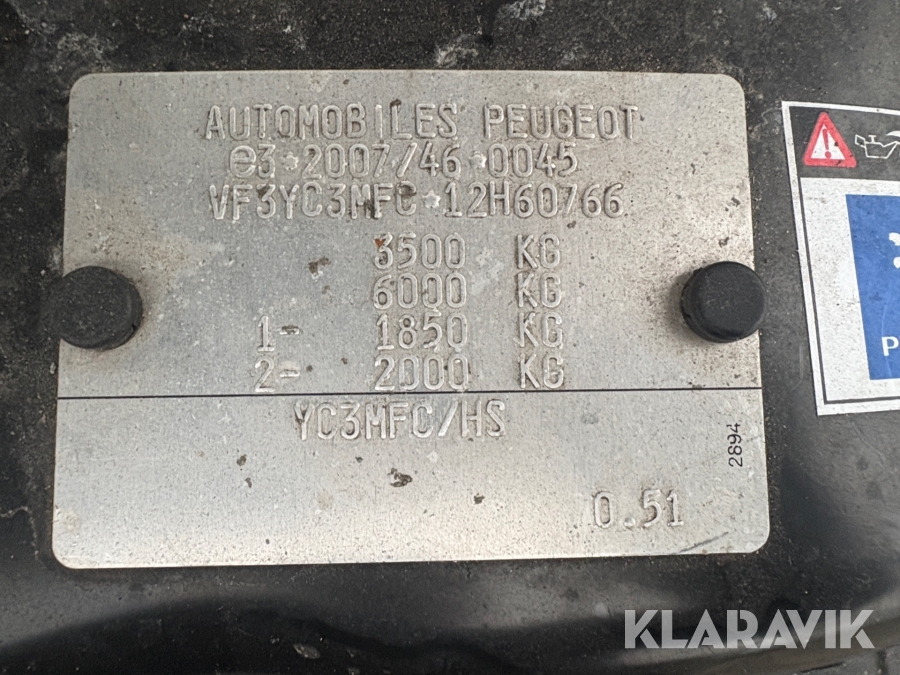 AUTOMOBILES PEUGEOT
e3*2007/46*0045
VF3YC3MFC*12H60766
3500 KG
6000 KG
1- 1850 KG
2- 2000 KG
YC3MFC/HS
2894
0.51
P
KLARAVIK